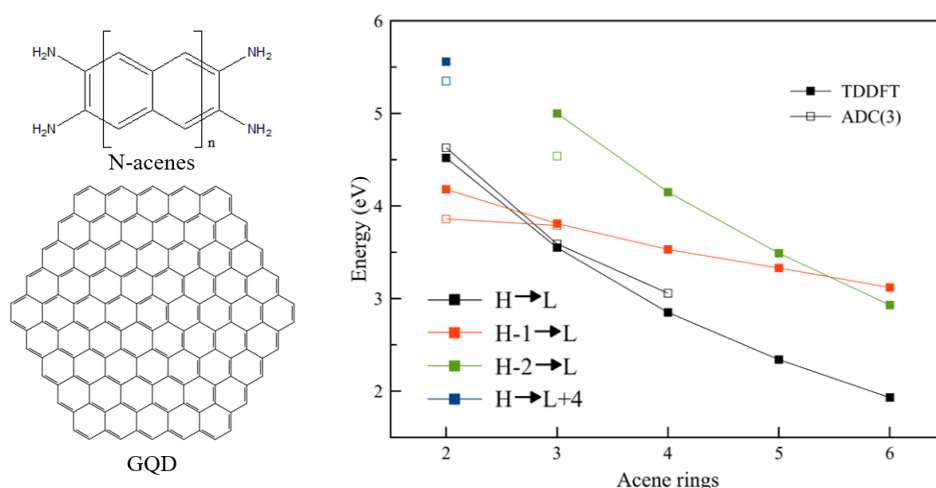 H₂N
NH₂
H₂N
NH₂
n
N-acenes
GQD
6
5
4
3
2
Energy (eV)
TDDFT
ADC(3)
H→L
H-1→L
H-2→L
H→L+4
2
3
4
5
6
Acene rings